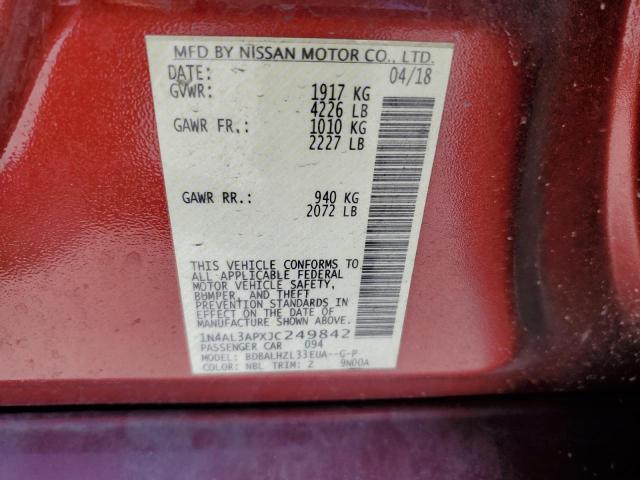 MFD BY NISSAN MOTOR CO., LTD.
DATE: 04/18
GVWR: 1917 KG
4226 LB
GAWR FR.: 1010 KG
2227 LB
GAWR RR.: 940 KG
2072 LB
THIS VEHICLE CONFORMS TO
ALL APPLICABLE FEDERAL
MOTOR VEHICLE SAFETY,
BUMPER, AND THEFT
PREVENTION STANDARDS IN
EFFECT ON THE DATE OF
MANUFACTURE SHOWN ABOVE.
1N4AL3APXJC249842
PASSENGER CAR 094
MODEL: BDBALHZL33EUA--G-P
COLOR: NBL TRIM: 2 9N00A